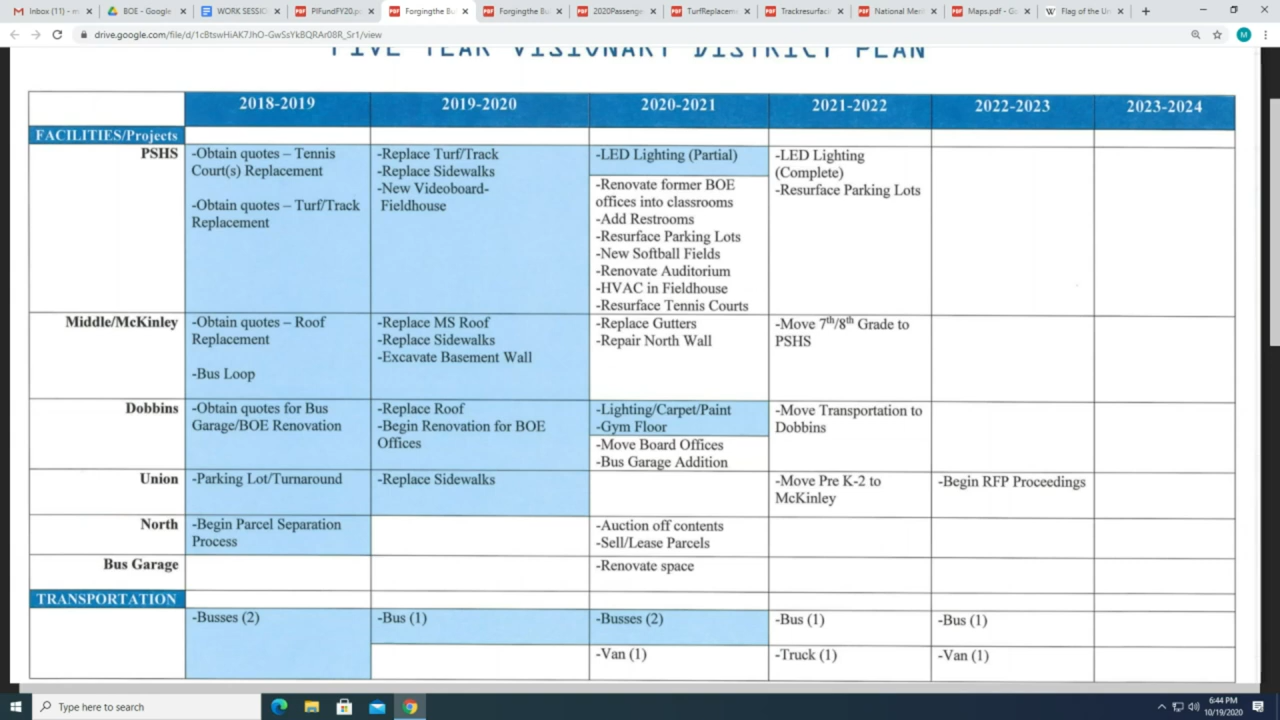 Inbox (11) - m
BOE - Google
WORK SESSIO
PIFundFY20.p
Forgingthe Bu
Forgingthe Bu
2020Passenge
TurfReplacem
Trackresurfaci
National Meri
Maps.pdf - Go
Flag of the Un
drive.google.com/file/d/1cBtswHiAK7JhO-GwSsYkBQRAr08R_Sr1/view
M
FIVE YEAR VISIONARY DISTRICT PLAN
2018-2019 2019-2020 2020-2021 2021-2022 2022-2023 2023-2024
FACILITIES/Projects
PSHS
-Obtain quotes – Tennis
Court(s) Replacement
-Obtain quotes – Turf/Track
Replacement
-Replace Turf/Track
-Replace Sidewalks
-New Videoboard-
Fieldhouse
-LED Lighting (Partial)
-Renovate former BOE
offices into classrooms
-Add Restrooms
-Resurface Parking Lots
-New Softball Fields
-Renovate Auditorium
-HVAC in Fieldhouse
-Resurface Tennis Courts
-LED Lighting
(Complete)
-Resurface Parking Lots
Middle/McKinley
-Obtain quotes – Roof
Replacement
-Bus Loop
-Replace MS Roof
-Replace Sidewalks
-Excavate Basement Wall
-Replace Gutters
-Repair North Wall
-Move 7th/8th Grade to
PSHS
Dobbins
-Obtain quotes for Bus
Garage/BOE Renovation
-Replace Roof
-Begin Renovation for BOE
Offices
-Lighting/Carpet/Paint
-Gym Floor
-Move Board Offices
-Bus Garage Addition
-Move Transportation to
Dobbins
Union
-Parking Lot/Turnaround
-Replace Sidewalks
-Move Pre K-2 to
McKinley
-Begin RFP Proceedings
North
-Begin Parcel Separation
Process
-Auction off contents
-Sell/Lease Parcels
Bus Garage
-Renovate space
TRANSPORTATION
-Busses (2)
-Bus (1)
-Busses (2)
-Van (1)
-Bus (1)
-Truck (1)
-Bus (1)
-Van (1)
Type here to search
6:44 PM
10/19/2020